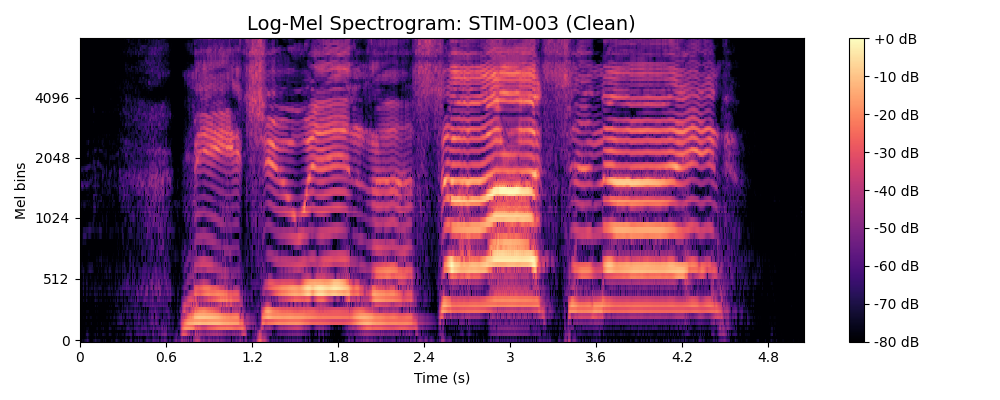 Log-Mel Spectrogram: STIM-003 (Clean)
+0 dB
-10 dB
-20 dB
-30 dB
-40 dB
-50 dB
-60 dB
-70 dB
-80 dB
Mel bins
4096
2048
1024
512
0
0 0.6 1.2 1.8 2.4 3 3.6 4.2 4.8
Time (s)